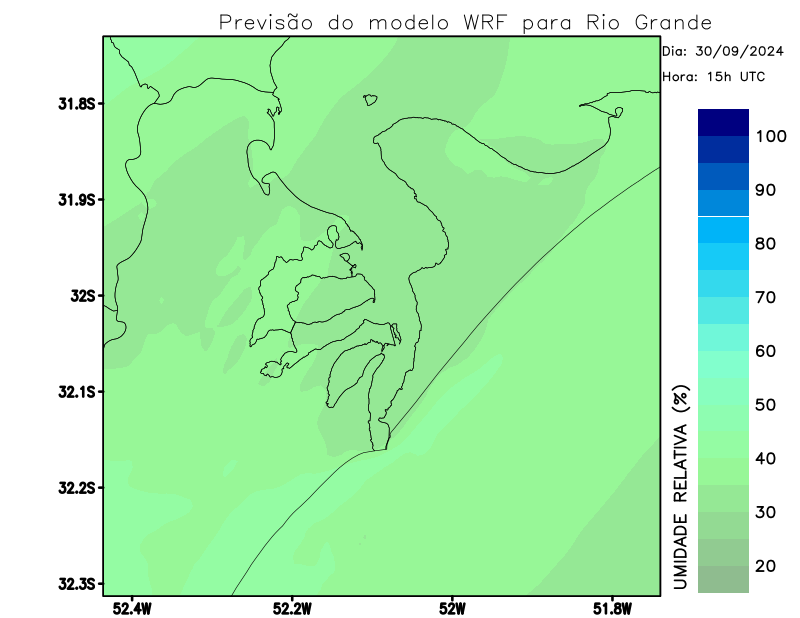 Previsão do modelo WRF para Rio Grande
Dia: 30/09/2024
Hora: 15h UTC
31.8S
31.9S
32S
32.1S
32.2S
32.3S
52.4W
52.2W
52W
51.8W
100
90
80
70
60
50
40
30
20
UMIDADE RELATIVA (%)